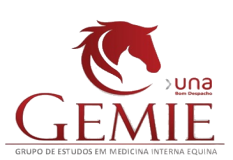 una
Bom Despacho
GEMIE
GRUPO DE ESTUDOS EM MEDICINA INTERNA EQUINA